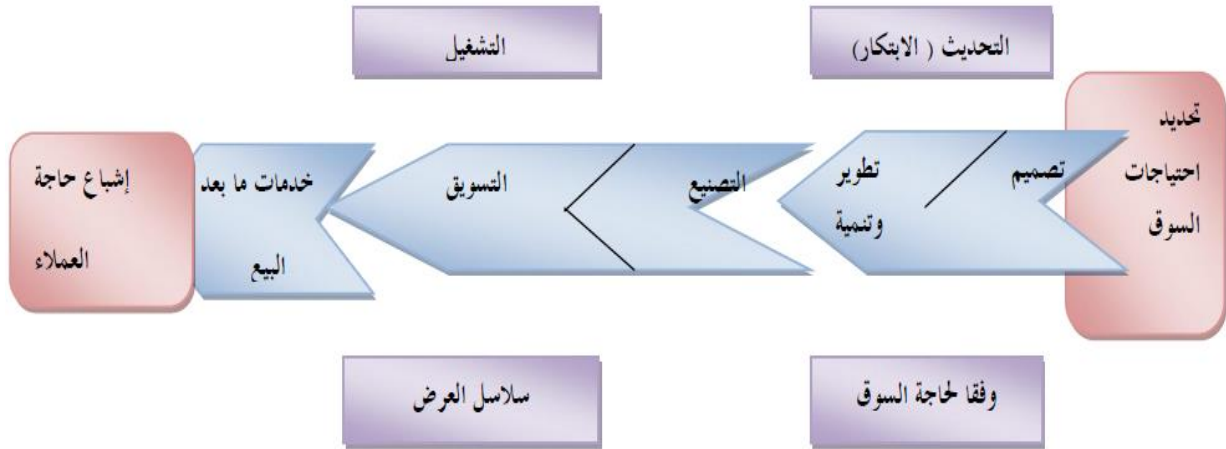 التحديث ( الابتكار)
التشغيل
تحديد
احتياجات
السوق
تصميم
تطوير
وتنمية
التصنيع
التسويق
خدمات ما بعد
البيع
إشباع حاجة
العملاء
وفقا لحاجة السوق
سلاسل العرض